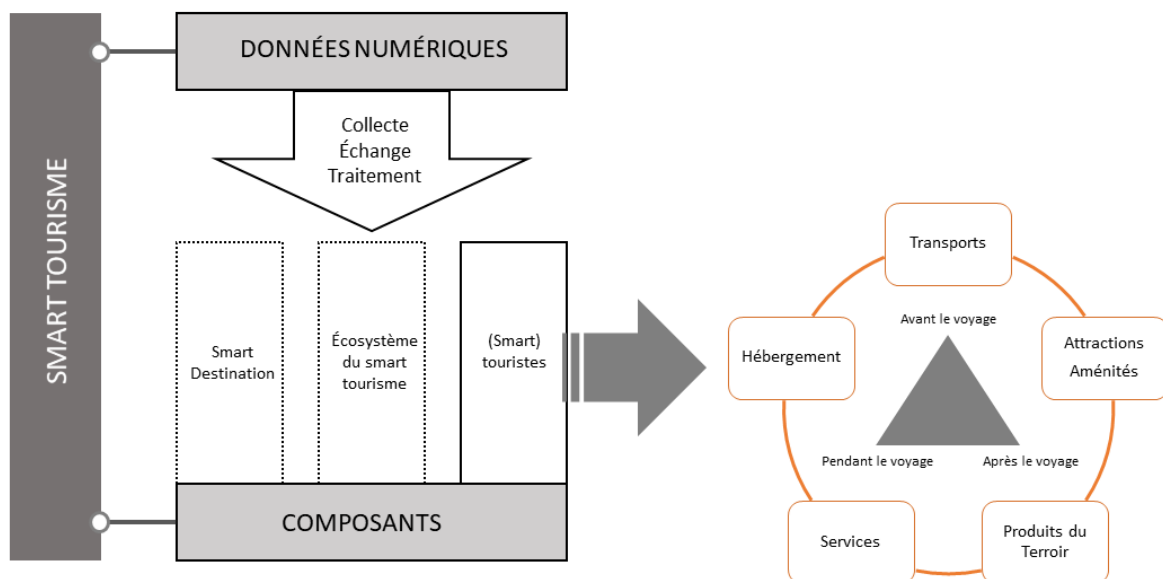 SMART TOURISME
DONNÉES NUMÉRIQUES
Collecte
Échange
Traitement
Smart
Destination
Écosystème
du smart
tourisme
(Smart)
touristes
COMPOSANTS
Transports
Avant le voyage
Hébergement
Attractions
Aménités
Pendant le voyage
Après le voyage
Services
Produits du
Terroir